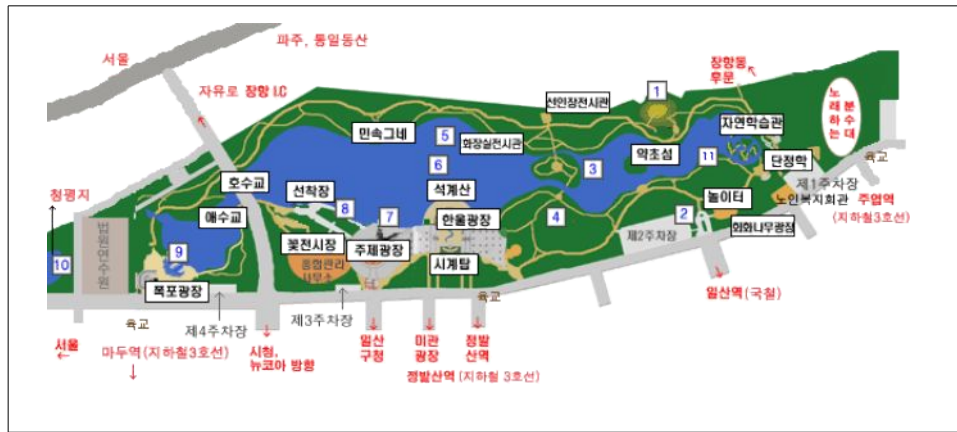 파주, 통일동산
서울
자유로 장항 I.C
장항동
후문
1
선인장전시관
노래하는
분수대
민속그네
5
화장실전시관
자연학습관
6
3
약초섬
11
단정학
육교
청평지
호수교
선착장
석계산
제1주차장
노인복지회관
주엽역
(지하철3호선)
놀이터
애수교
8
7
한울광장
4
2
법원연수원
꽃전시장
주제광장
제2주차장
회화나무광장
10
9
종합관리
사무소
시계탑
폭포광장
일산역(국철)
육교
제4주차장
제3주차장
육교
서울
마두역(지하철3호선)
시청,
뉴코아 방향
일산
구청
미관
광장
정발
산역
정발산역 (지하철 3호선)